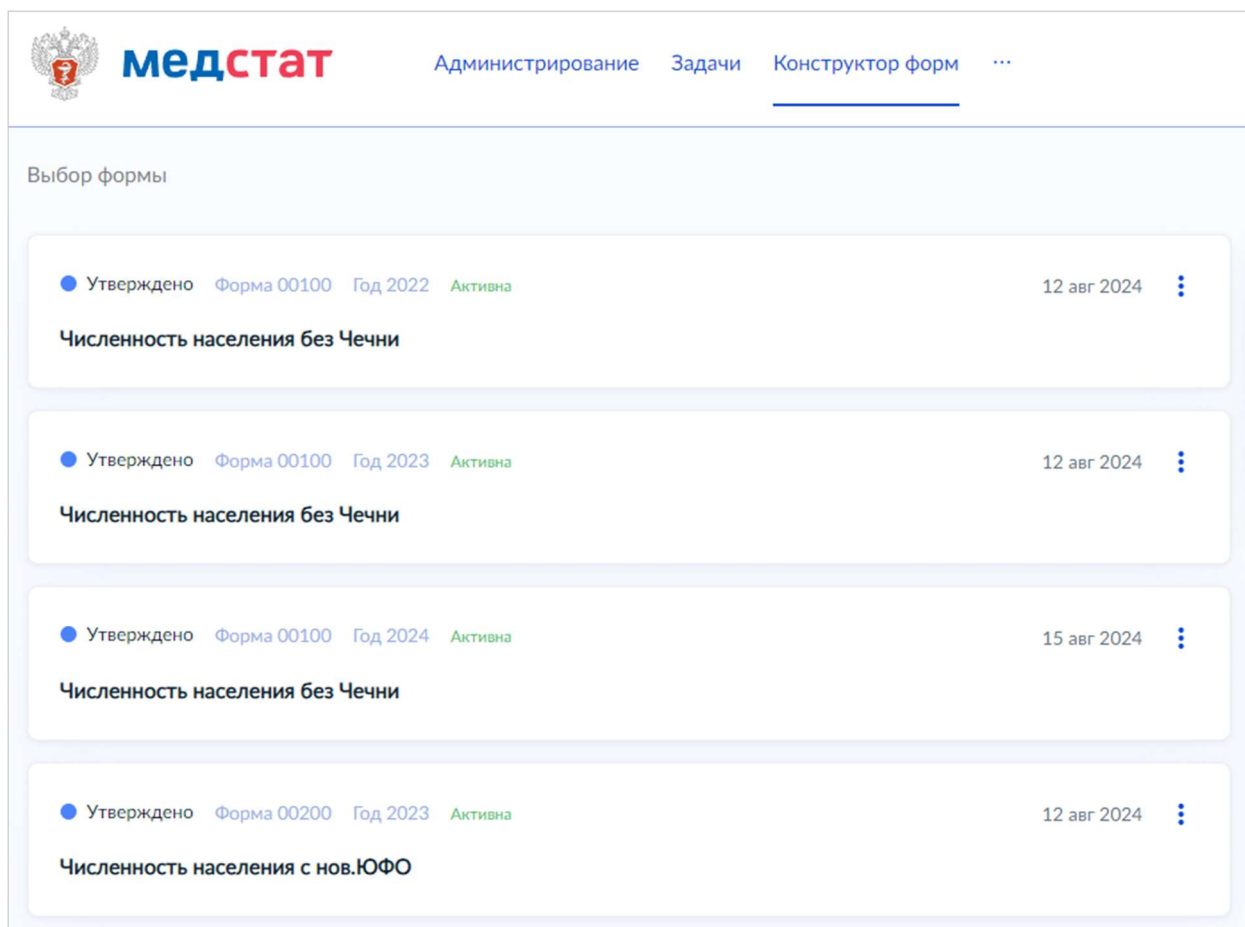 медстат
Администрирование Задачи Конструктор форм ...
Выбор формы
Утверждено Форма 00100 Год 2022 Активна 12 авг 2024
Численность населения без Чечни
Утверждено Форма 00100 Год 2023 Активна 12 авг 2024
Численность населения без Чечни
Утверждено Форма 00100 Год 2024 Активна 15 авг 2024
Численность населения без Чечни
Утверждено Форма 00200 Год 2023 Активна 12 авг 2024
Численность населения с нов.ЮФО